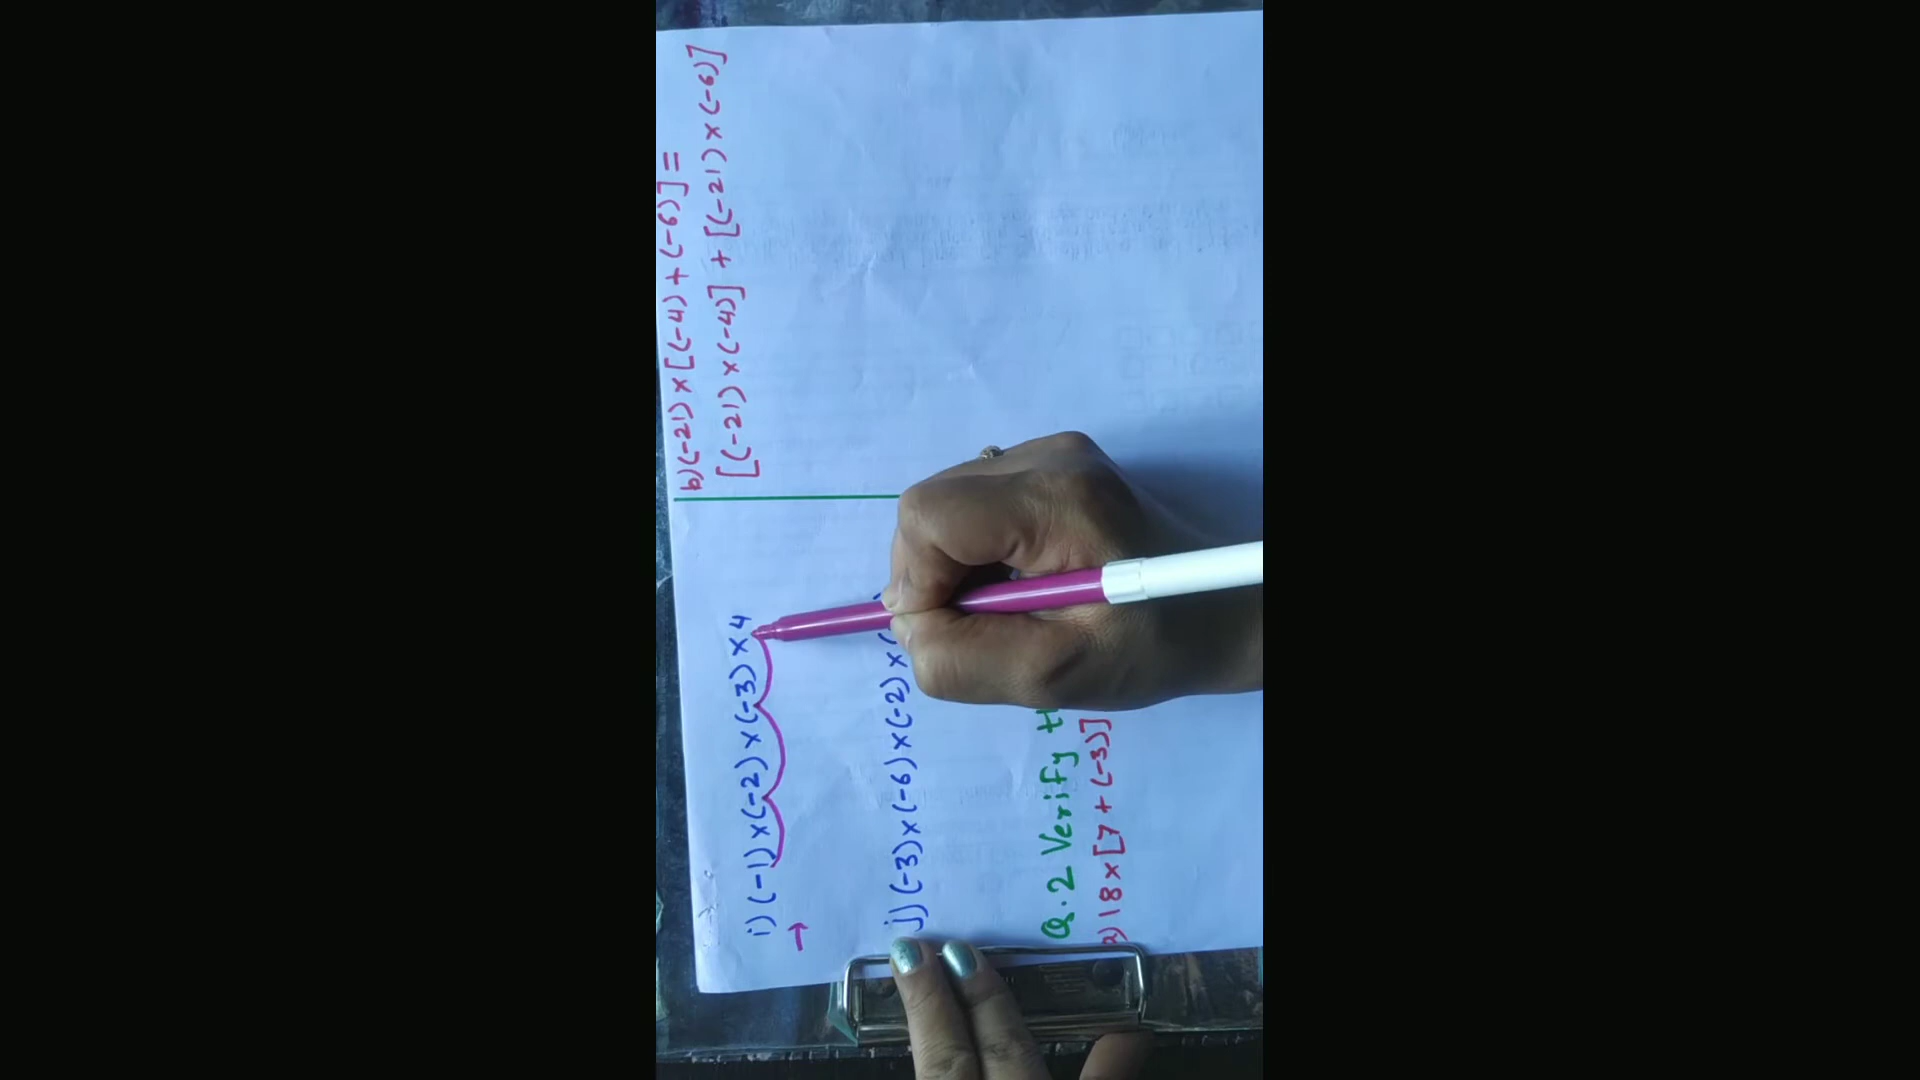 i) (-1) x (-2) x (-3) x 4
→
j) (-3) x (-6) x (-2) x (
Q. 2 Verify
a) 18 x [7 + (-3)]
b) (-21) x [(-4) + (-6)] =
[(-21) x (-4)] + [(-21) x (-6)]